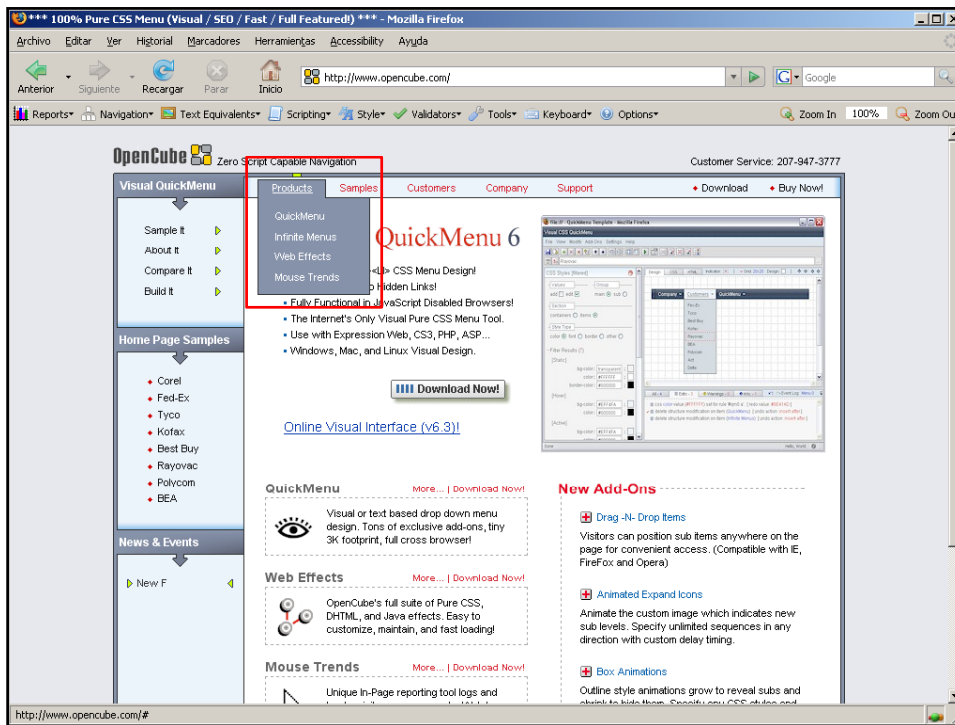 *** 100% Pure CSS Menu (Visual / SEO / Fast / Full Featured!) *** - Mozilla Firefox
Archivo Editar Ver Historial Marcadores Herramientas Accessibility Ayuda
Anterior Siguiente Recargar Parar Inicio http://www.opencube.com/ Google
Reports Navigation Text Equivalents Scripting Style Validators Tools Keyboard Options Zoom In 100% Zoom Ou
OpenCube Zero Script Capable Navigation Customer Service: 207-947-3777
Visual QuickMenu Products Samples Customers Company Support Download Buy Now!
Sample It
About It
Compare It
Build It
QuickMenu
Infinite Menus
Web Effects
Mouse Trends
QuickMenu 6
<LI> CSS Menu Design!
Hidden Links!
• Fully Functional in JavaScript Disabled Browsers!
• The Internet's Only Visual Pure CSS Menu Tool.
• Use with Expression Web, CS3, PHP, ASP...
• Windows, Mac, and Linux Visual Design.
Download Now!
Online Visual Interface (v6.3)!
Home Page Samples
Corel
Fed-Ex
Tyco
Kofax
Best Buy
Rayovac
Polycom
BEA
News & Events
New F
QuickMenu More... | Download Now!
Visual or text based drop down menu
design. Tons of exclusive add-ons, tiny
3K footprint, full cross browser!
Web Effects More... | Download Now!
OpenCube's full suite of Pure CSS,
DHTML, and Java effects. Easy to
customize, maintain, and fast loading!
Mouse Trends More... | Download Now!
Unique In-Page reporting tool logs and
New Add-Ons
Drag -N- Drop Items
Visitors can position sub items anywhere on the
page for convenient access. (Compatible with IE,
FireFox and Opera)
Animated Expand Icons
Animate the custom image which indicates new
sub levels. Specify unlimited sequences in any
direction with custom delay timing.
Box Animations
Outline style animations grow to reveal subs and
http://www.opencube.com/#